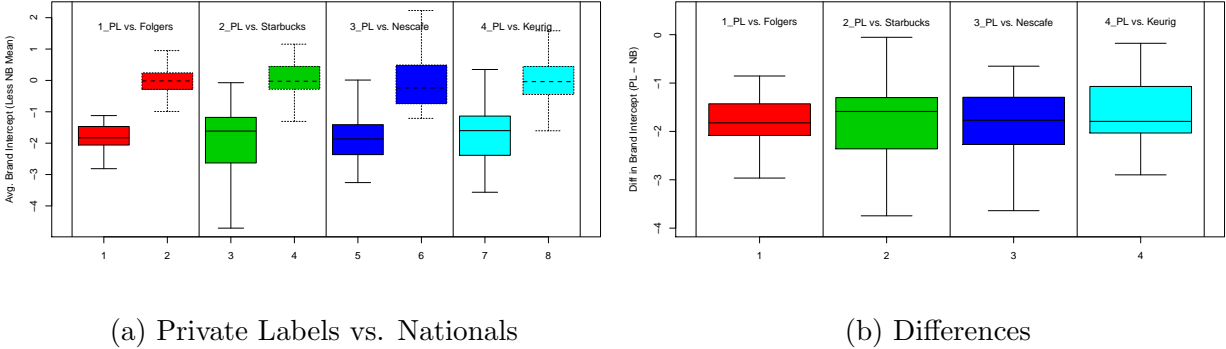 1_PL vs. Folgers 2_PL vs. Starbucks 3_PL vs. Nescafe 4_PL vs. Keurig
Avg. Brand Intercept (Less NB Mean)
2
1
0
−1
−2
−3
−4
1 2 3 4 5 6 7 8
(a) Private Labels vs. Nationals
1_PL vs. Folgers 2_PL vs. Starbucks 3_PL vs. Nescafe 4_PL vs. Keurig
Diff in Brand Intercept (PL − NB)
0
−1
−2
−3
−4
1 2 3 4
(b) Differences